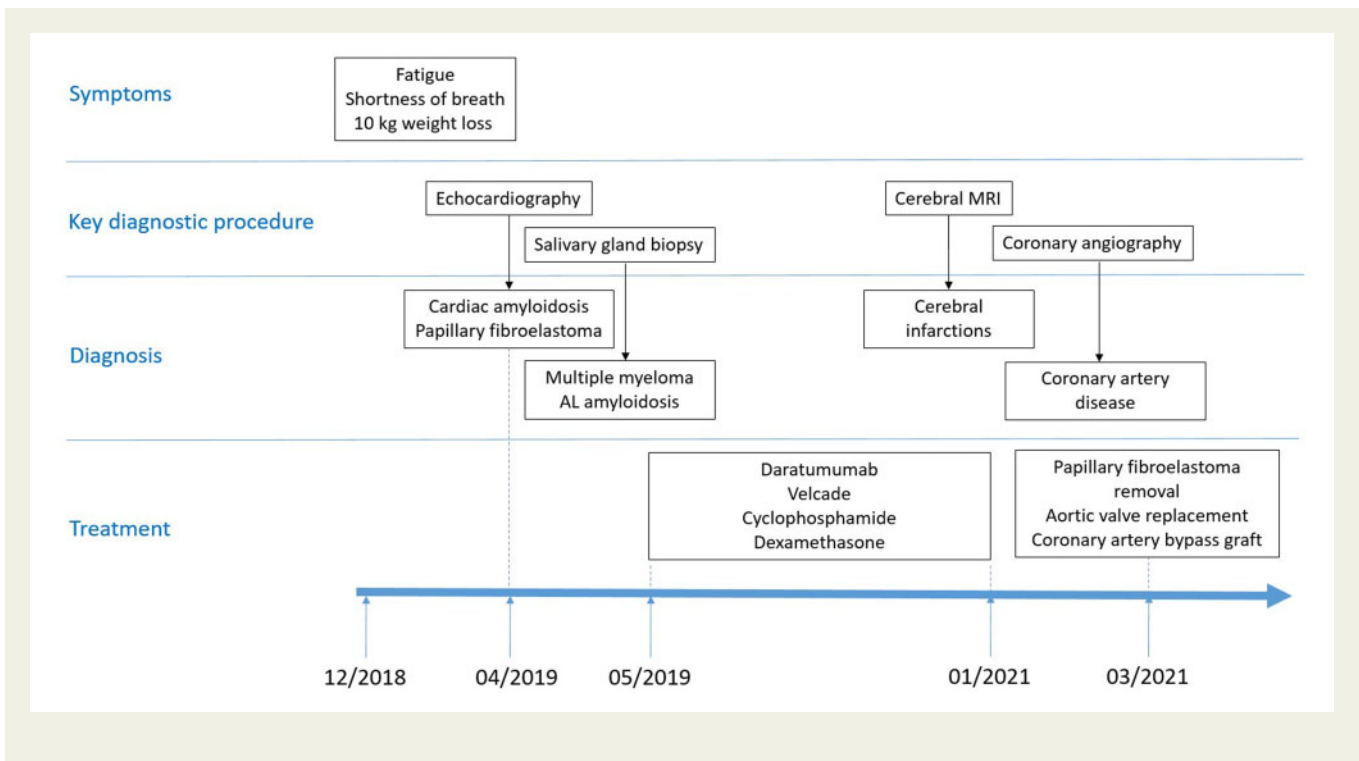 Symptoms
Fatigue
Shortness of breath
10 kg weight loss
Key diagnostic procedure
Echocardiography
Salivary gland biopsy
Cerebral MRI
Coronary angiography
Diagnosis
Cardiac amyloidosis
Papillary fibroelastoma
Multiple myeloma
AL amyloidosis
Cerebral
infarctions
Coronary artery
disease
Treatment
Daratumumab
Velcade
Cyclophosphamide
Dexamethasone
Papillary fibroelastoma
removal
Aortic valve replacement
Coronary artery bypass graft
12/2018
04/2019
05/2019
01/2021
03/2021